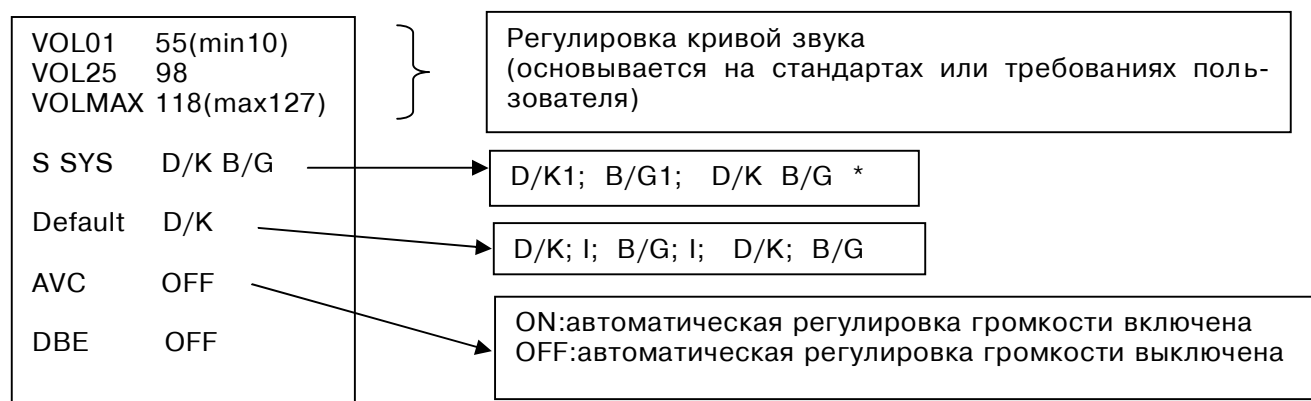 VOL01 55(min10)
VOL25 98
VOLMAX 118(max127)
Регулировка кривой звука
(основывается на стандартах или требованиях поль-
зователя)
S SYS D/K B/G
D/K1; B/G1; D/K B/G *
Default D/K
D/K; I; B/G; I; D/K; B/G
AVC OFF
ON:автоматическая регулировка громкости включена
OFF:автоматическая регулировка громкости выключена
DBE OFF